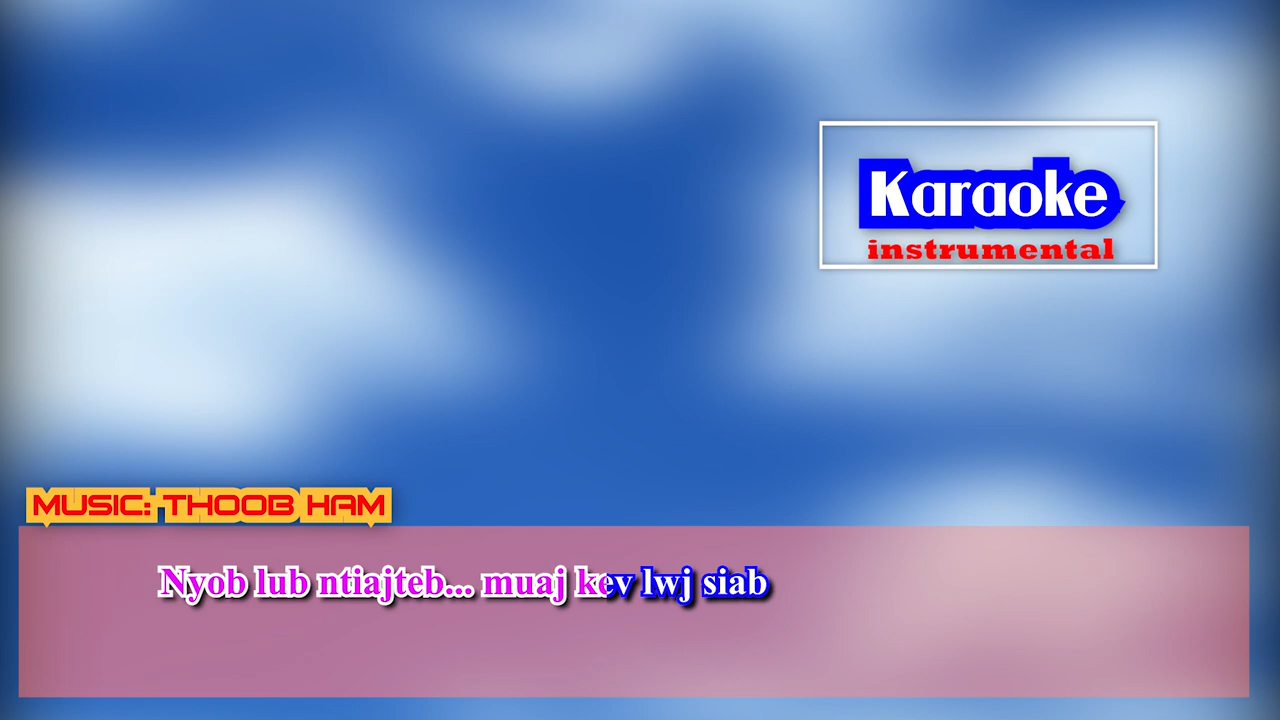 Karaoke
instrumental
MUSIC: THOOB HAM
Nyob lub ntiajteb... muaj kev lwj siab